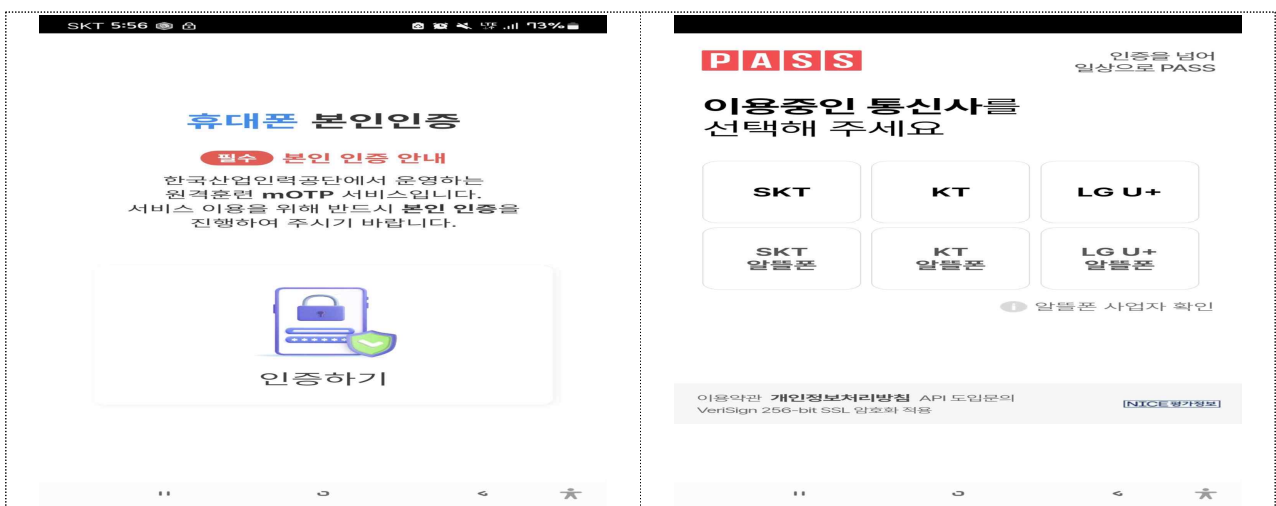 SKT 5:56
LTE 73%
휴대폰 본인인증
필수 본인 인증 안내
한국산업인력공단에서 운영하는
원격훈련 mOTP 서비스입니다.
서비스 이용을 위해 반드시 본인 인증을
진행하여 주시기 바랍니다.
인증하기
PASS
인증을 넘어
일상으로 PASS
이용중인 통신사를
선택해 주세요
SKT
KT
LG U+
SKT
알뜰폰
KT
알뜰폰
LG U+
알뜰폰
알뜰폰 사업자 확인
이용약관 개인정보처리방침 API 도입문의
VeriSign 256-bit SSL 암호화 적용
NICE평가정보